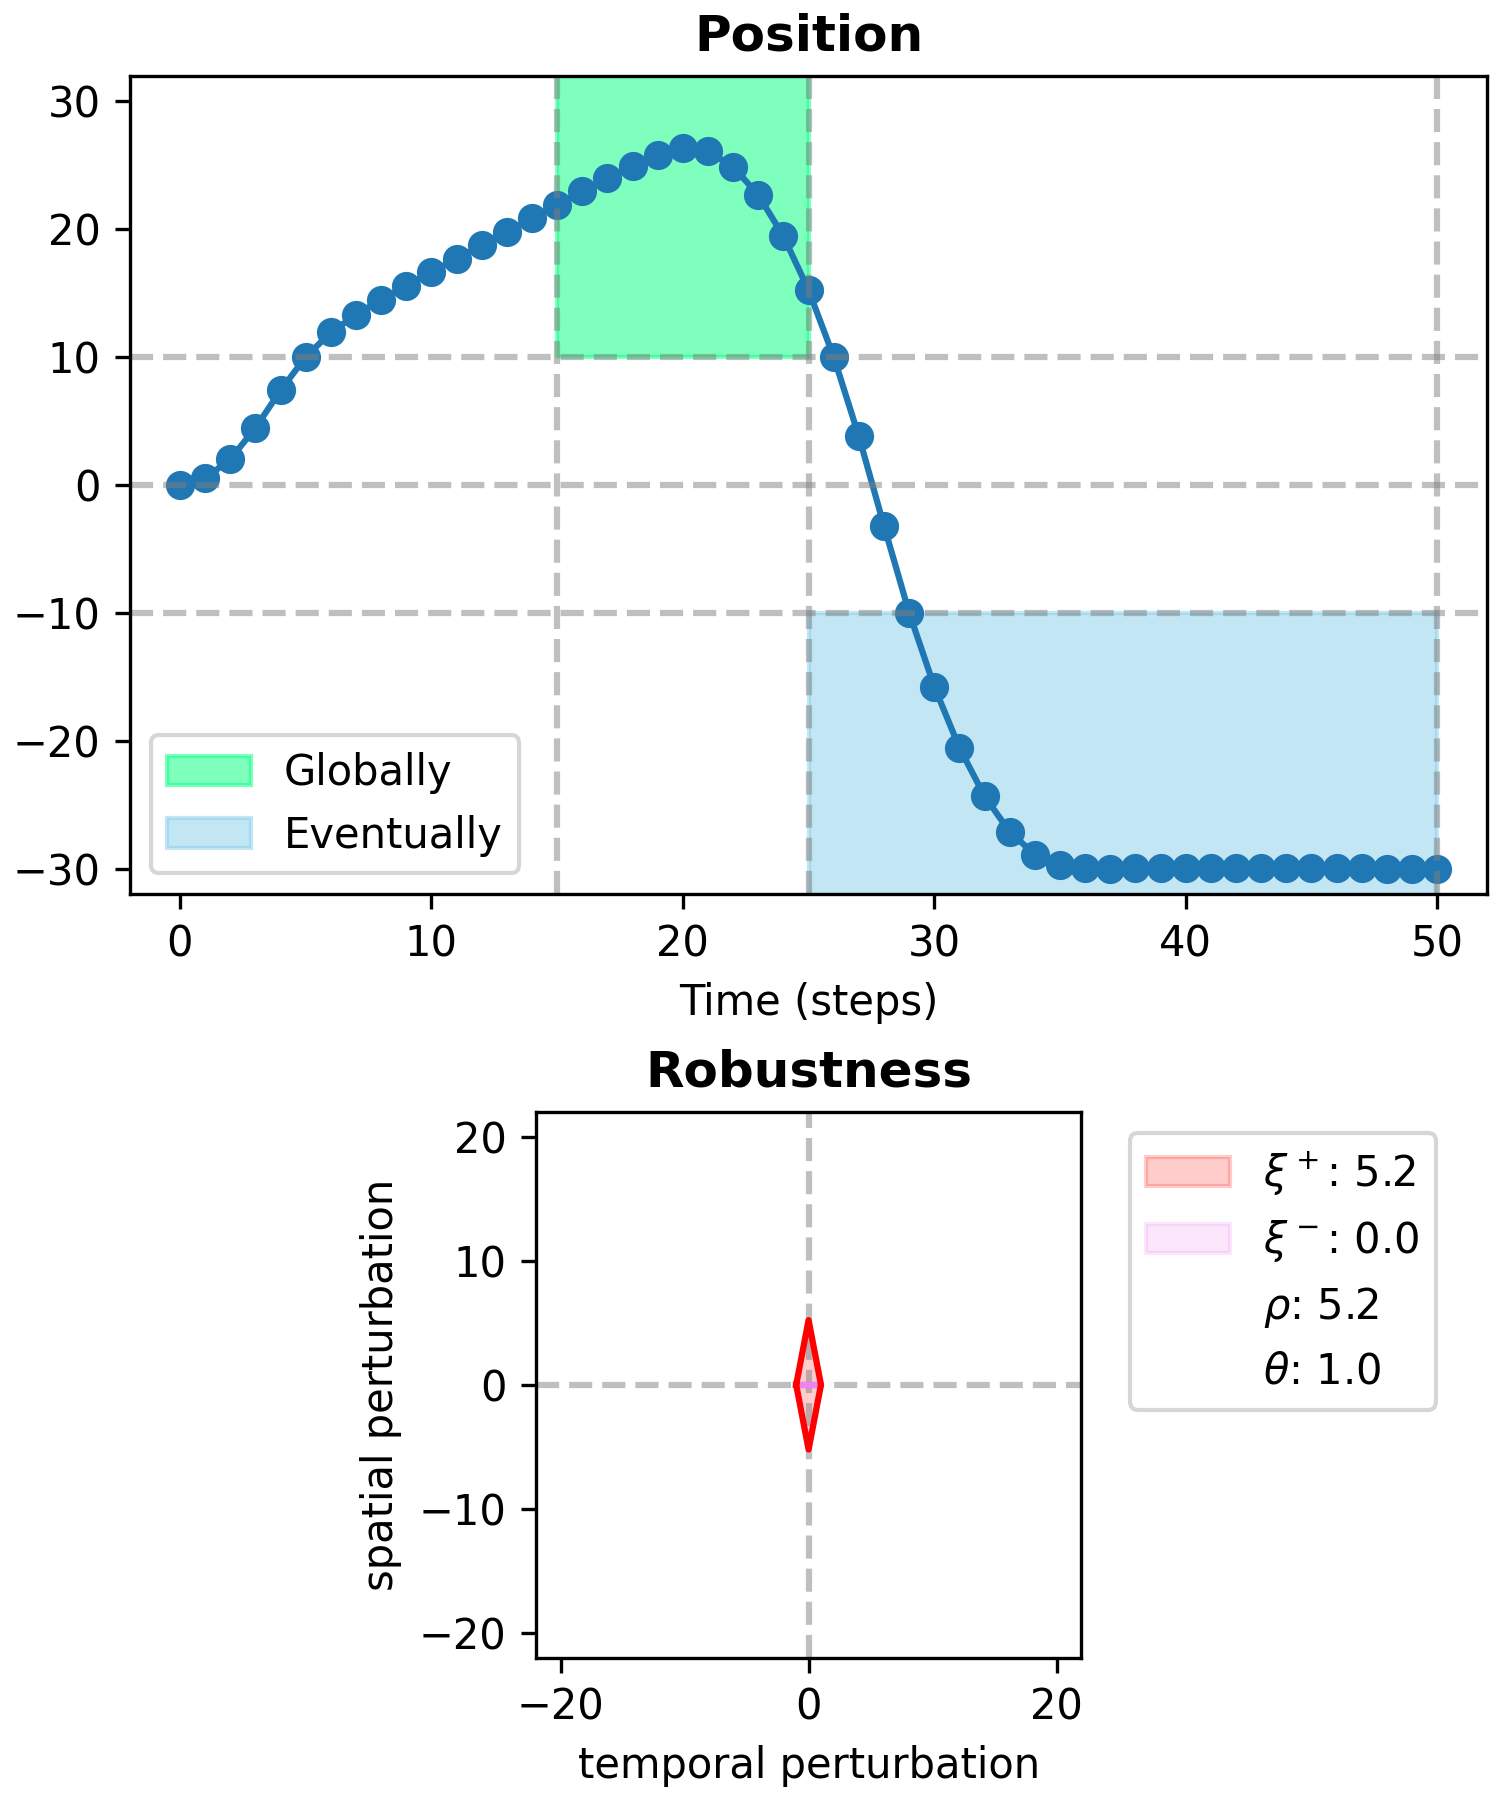 Position
30
20
10
0
−10
−20
−30
Globally
Eventually
0 10 20 30 40 50
Time (steps)
Robustness
20
10
0
−10
−20
spatial perturbation
−20 0 20
temporal perturbation
ξ⁺: 5.2
ξ⁻: 0.0
ρ: 5.2
θ: 1.0